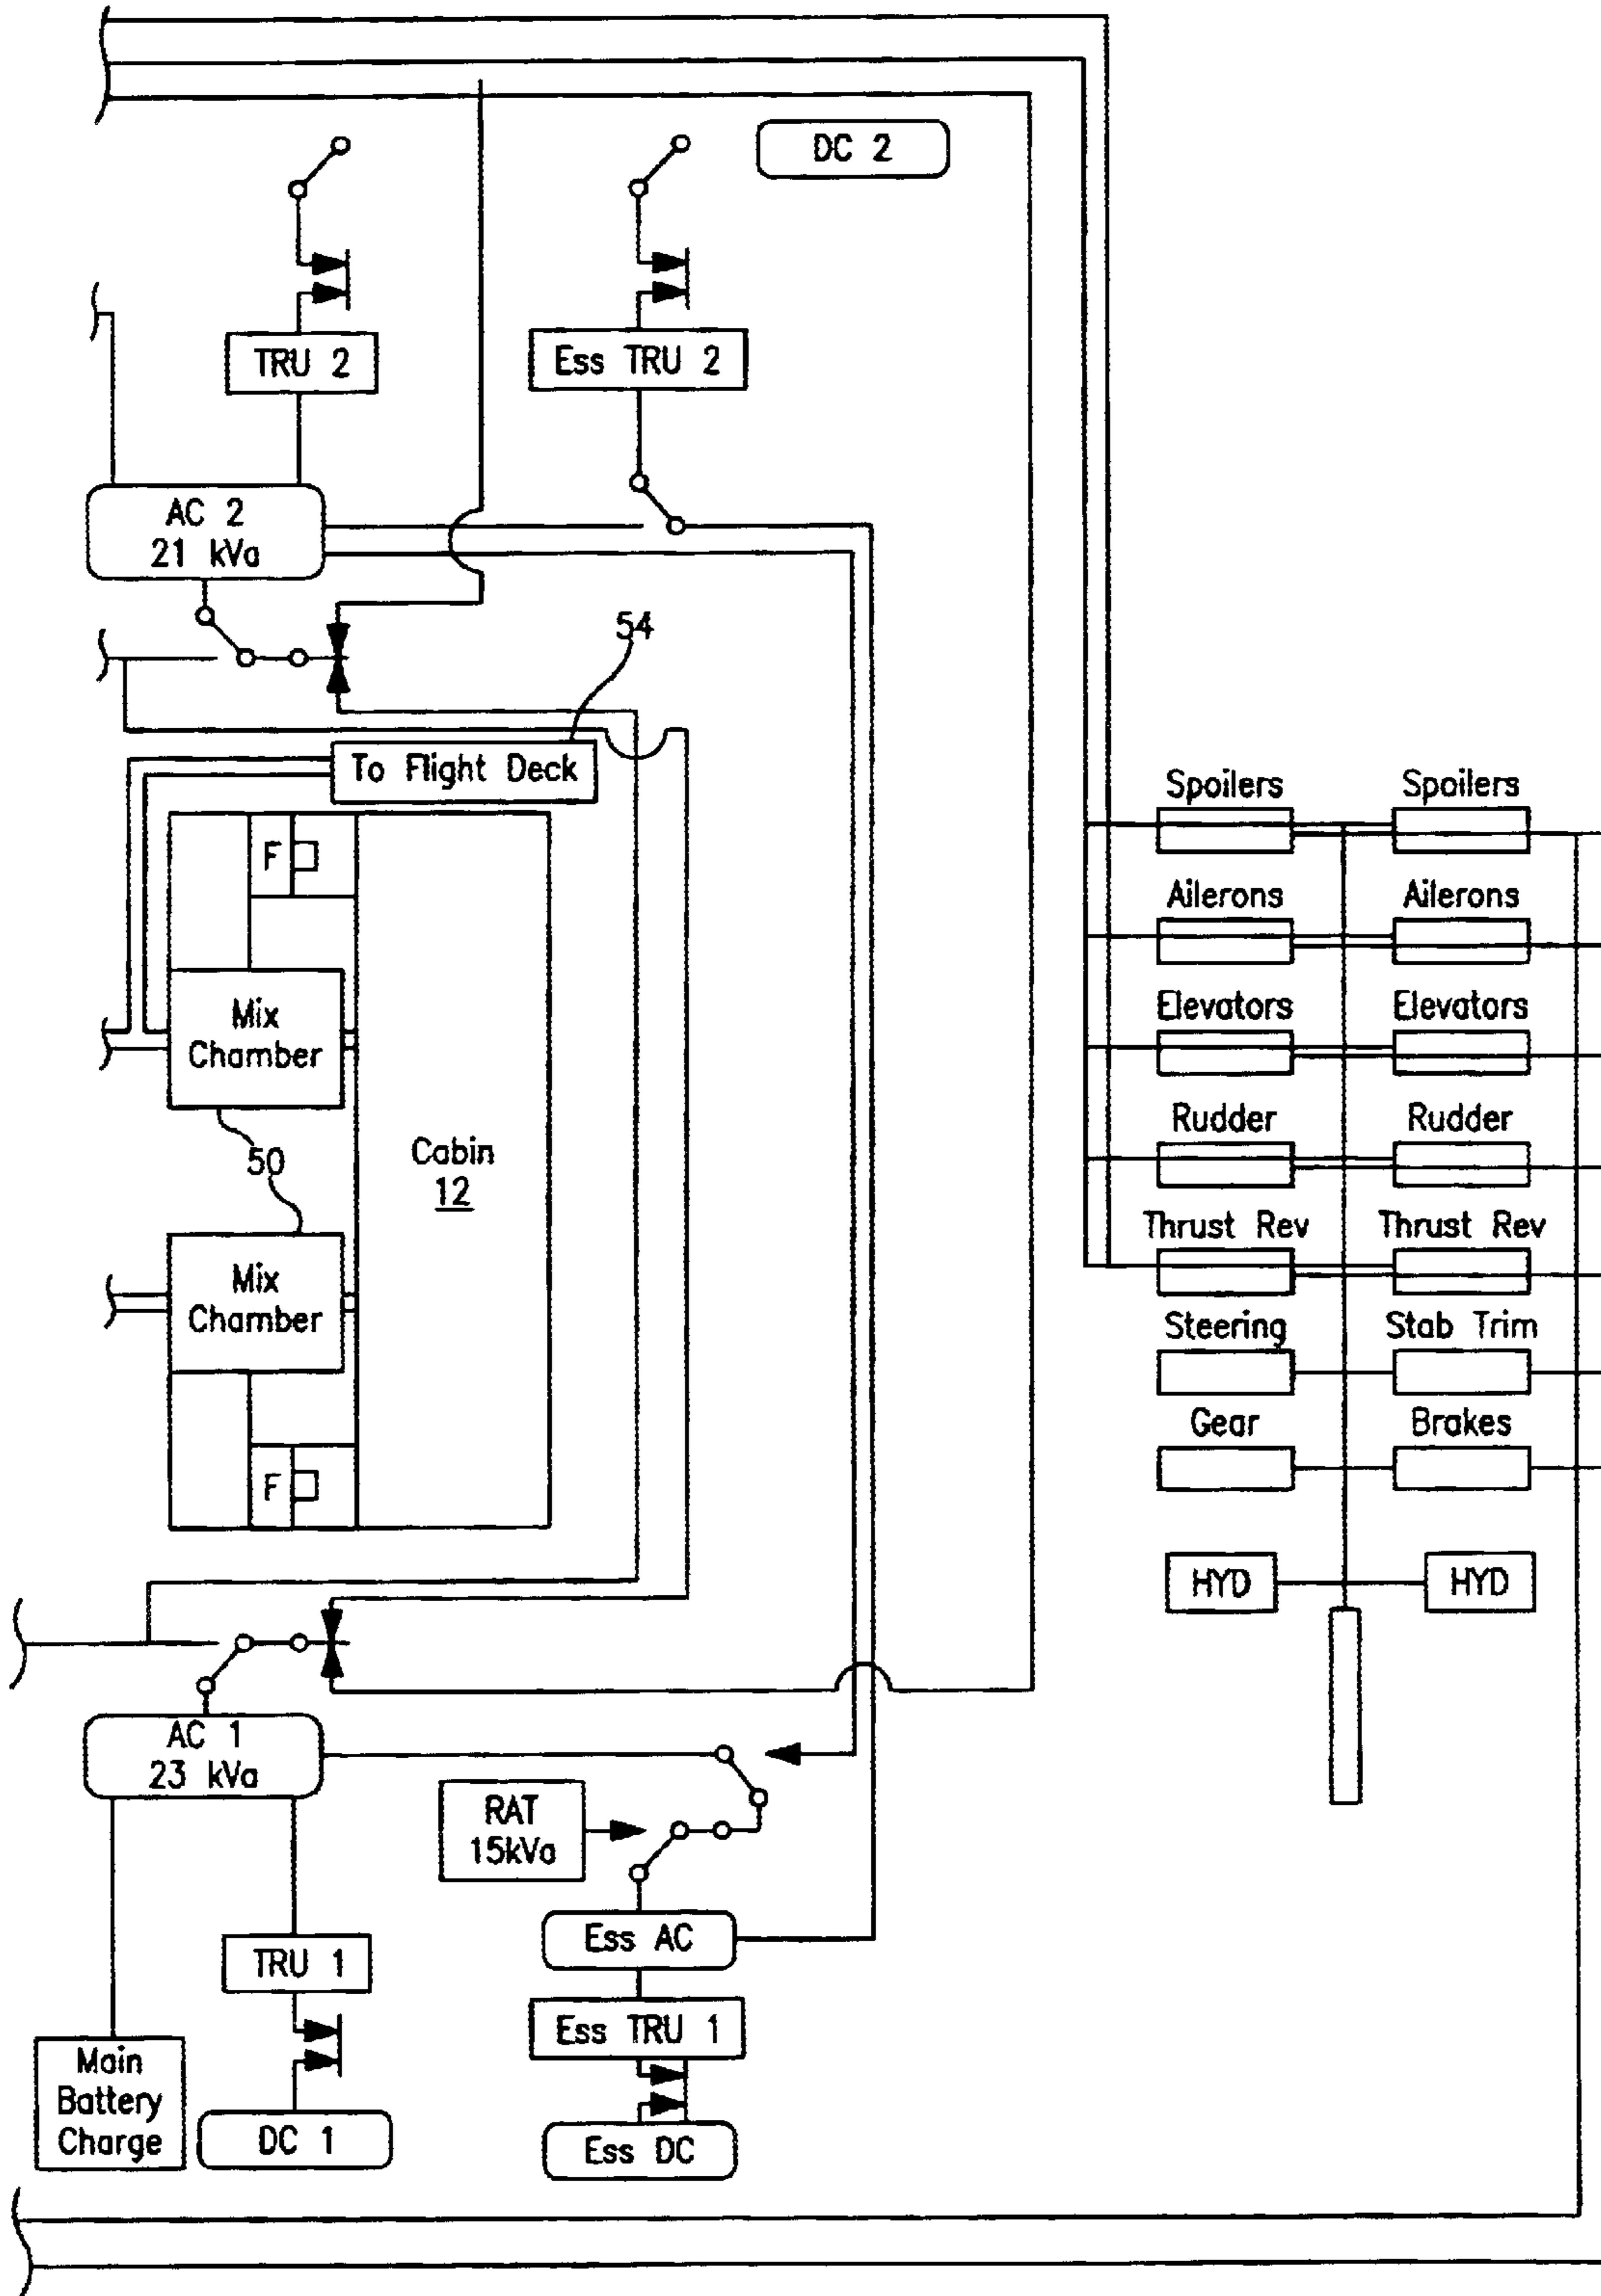 DC 2
TRU 2
Ess TRU 2
AC 2
21 kVa
54
To Flight Deck
F
Mix
Chamber
50
Cabin
12
Mix
Chamber
F
Spoilers
Spoilers
Ailerons
Ailerons
Elevators
Elevators
Rudder
Rudder
Thrust Rev
Thrust Rev
Steering
Stab Trim
Gear
Brakes
HYD
HYD
AC 1
23 kVa
RAT
15kVa
Ess AC
TRU 1
Ess TRU 1
Main
Battery
Charge
DC 1
Ess DC